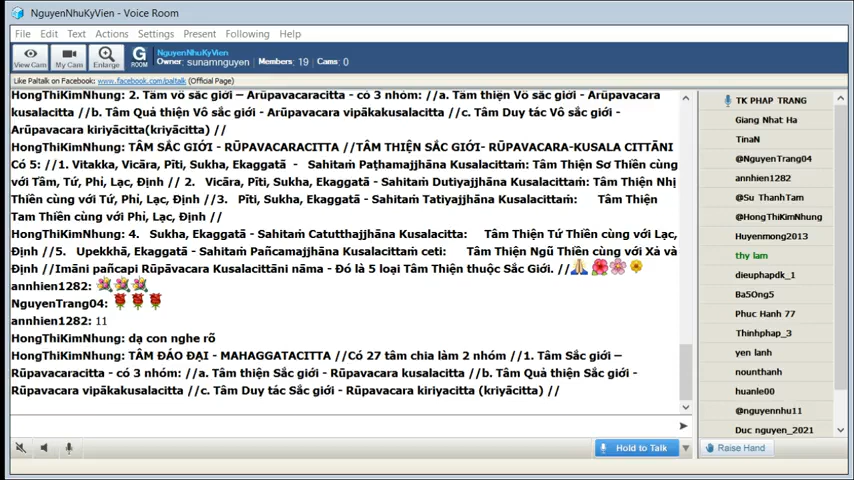 NguyenNhuKyVien - Voice Room
File Edit Text Actions Settings Present Following Help
View Cam My Cam Enlarge G ROOM
NguyenNhuKyVien
Owner: sunamnguyen : Members: 19 : Cams: 0
Like Paltalk on Facebook: www.facebook.com/paltalk (Official Page)
HongThiKimNhung: 2. Tâm vô sắc giới – Arūpavacaracitta - có 3 nhóm: //a. Tâm thiện Vô sắc giới - Arūpavacara
kusalacitta //b. Tâm Quả thiện Vô sắc giới - Arūpavacara vipākakusalacitta //c. Tâm Duy tác Vô sắc giới -
Arūpavacara kiriyācitta(kriyācitta) //
HongThiKimNhung: TÂM SẮC GIỚI - RŪPAVACARACITTA //TÂM THIỆN SẮC GIỚI- RŪPAVACARA-KUSALA CITTĀNI
Có 5: //1. Vitakka, Vicāra, Pīti, Sukha, Ekaggatā - Sahitaṁ Paṭhamajjhāna Kusalacittaṁ: Tâm Thiện Sơ Thiền cùng
với Tầm, Tứ, Phỉ, Lạc, Định // 2. Vicāra, Pīti, Sukha, Ekaggatā - Sahitaṁ Dutiyajjhāna Kusalacittaṁ: Tâm Thiện Nhị
Thiền cùng với Tứ, Phỉ, Lạc, Định //3. Pīti, Sukha, Ekaggatā - Sahitaṁ Tatiyajjhāna Kusalacittaṁ: Tâm Thiện
Tam Thiền cùng với Phỉ, Lạc, Định //
HongThiKimNhung: 4. Sukha, Ekaggatā - Sahitaṁ Catutthajjhāna Kusalacitta: Tâm Thiện Tứ Thiền cùng với Lạc,
Định //5. Upekkhā, Ekaggatā - Sahitaṁ Pañcamajjhāna Kusalacittaṁ ceti: Tâm Thiện Ngũ Thiền cùng với Xả và
Định //Imāni pañcapi Rūpāvacara Kusalacittāni nāma - Đó là 5 loại Tâm Thiện thuộc Sắc Giới. //
annhien1282:
NguyenTrang04:
annhien1282: 11
HongThiKimNhung: dạ con nghe rõ
HongThiKimNhung: TÂM ĐÁO ĐẠI - MAHAGGATACITTA //Có 27 tâm chia làm 2 nhóm //1. Tâm Sắc giới –
Rūpavacaracitta - có 3 nhóm: //a. Tâm thiện Sắc giới - Rūpavacara kusalacitta //b. Tâm Quả thiện Sắc giới -
Rūpavacara vipākakusalacitta //c. Tâm Duy tác Sắc giới - Rūpavacara kiriyacitta (kriyācitta) //
Hold to Talk
Raise Hand
TK PHAP TRANG
Giang Nhat Ha
TinaN
@NguyenTrang04
annhien1282
@Su ThanhTam
@HongThiKimNhung
Huyenmong2013
thy lam
dieuphapdk_1
Ba5Ong5
Phuc Hanh 77
Thinhphap_3
yen lanh
nounthanh
huanle00
@nguyennhu11
Duc nguyen_2021